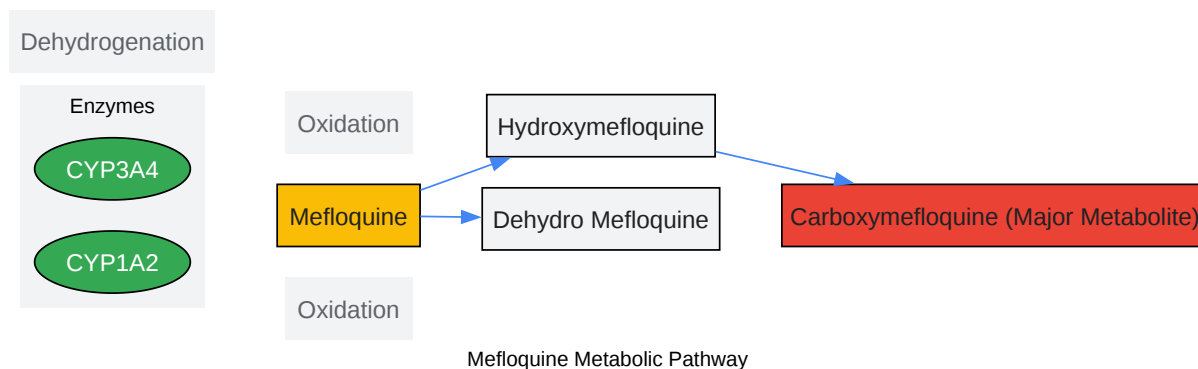 Dehydrogenation
Enzymes
CYP3A4
CYP1A2
Oxidation
Hydroxymefloquine
Mefloquine
Dehydro Mefloquine
Carboxymefloquine (Major Metabolite)
Oxidation
Mefloquine Metabolic Pathway